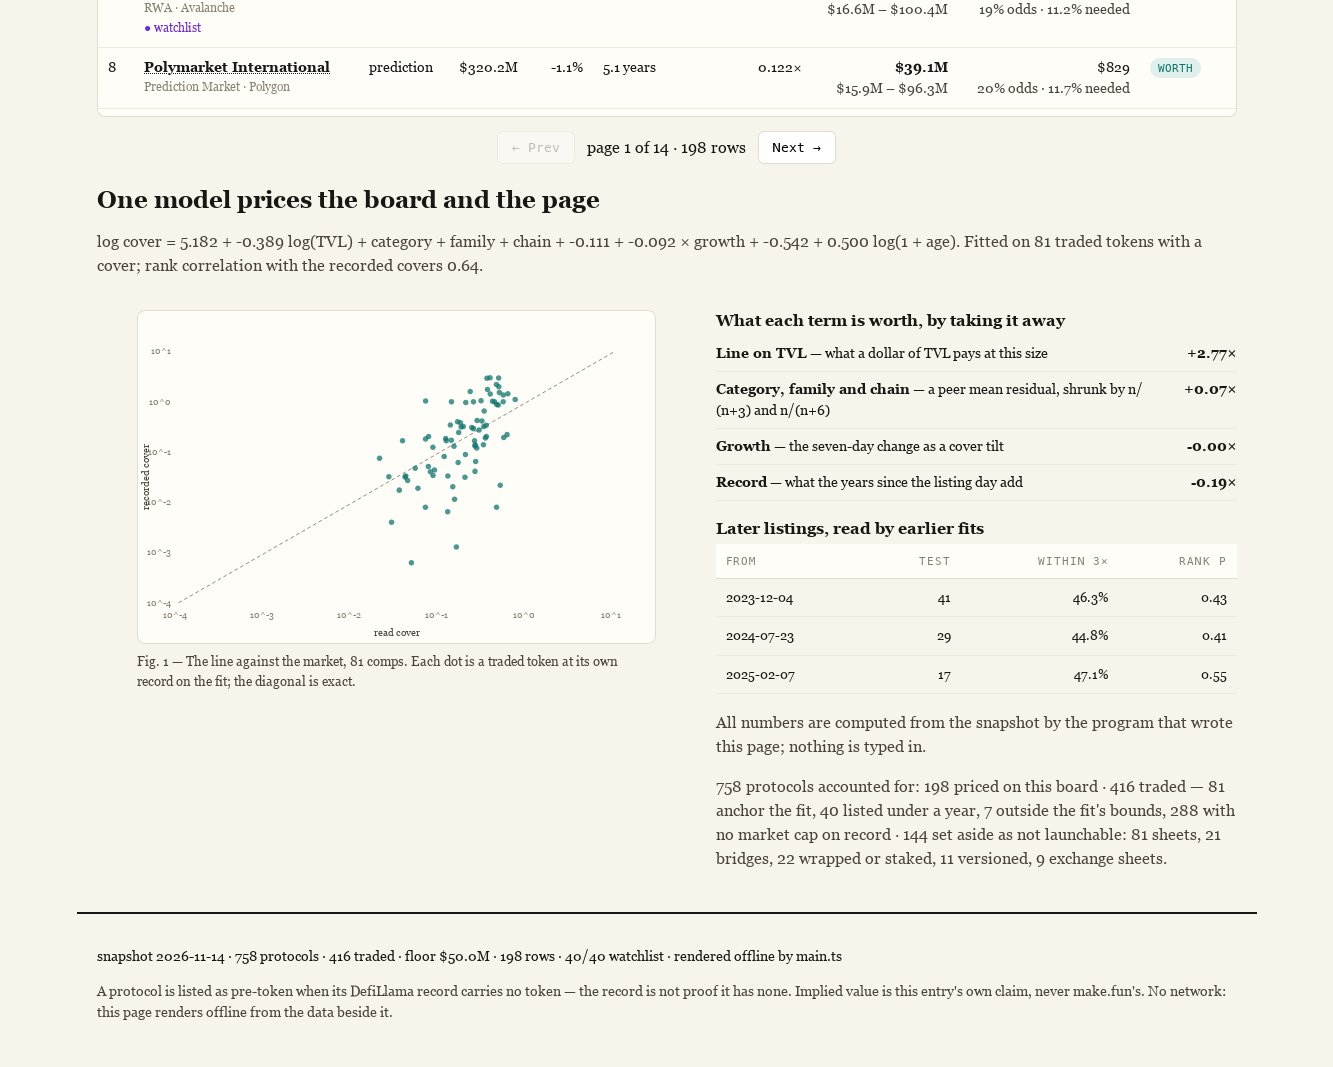 RWA · Avalanche
$16.6M – $100.4M
19% odds · 11.2% needed
● watchlist
8 Polymarket International prediction $320.2M -1.1% 5.1 years 0.122× $39.1M $829 WORTH
Prediction Market · Polygon $15.9M – $96.3M 20% odds · 11.7% needed
← Prev page 1 of 14 · 198 rows Next →
One model prices the board and the page
log cover = 5.182 + -0.389 log(TVL) + category + family + chain + -0.111 + -0.092 × growth + -0.542 + 0.500 log(1 + age). Fitted on 81 traded tokens with a
cover; rank correlation with the recorded covers 0.64.
10^1
10^0
10^-1
10^-2
10^-3
10^-4
recorded cover
10^-4 10^-3 10^-2 10^-1 10^0 10^1
read cover
Fig. 1 — The line against the market, 81 comps. Each dot is a traded token at its own
record on the fit; the diagonal is exact.
What each term is worth, by taking it away
Line on TVL — what a dollar of TVL pays at this size +2.77×
Category, family and chain — a peer mean residual, shrunk by n/ +0.07×
(n+3) and n/(n+6)
Growth — the seven-day change as a cover tilt -0.00×
Record — what the years since the listing day add -0.19×
Later listings, read by earlier fits
FROM TEST WITHIN 3× RANK P
2023-12-04 41 46.3% 0.43
2024-07-23 29 44.8% 0.41
2025-02-07 17 47.1% 0.55
All numbers are computed from the snapshot by the program that wrote
this page; nothing is typed in.
758 protocols accounted for: 198 priced on this board · 416 traded — 81
anchor the fit, 40 listed under a year, 7 outside the fit's bounds, 288 with
no market cap on record · 144 set aside as not launchable: 81 sheets, 21
bridges, 22 wrapped or staked, 11 versioned, 9 exchange sheets.
snapshot 2026-11-14 · 758 protocols · 416 traded · floor $50.0M · 198 rows · 40/40 watchlist · rendered offline by main.ts
A protocol is listed as pre-token when its DefiLlama record carries no token — the record is not proof it has none. Implied value is this entry's own claim, never make.fun's. No network:
this page renders offline from the data beside it.